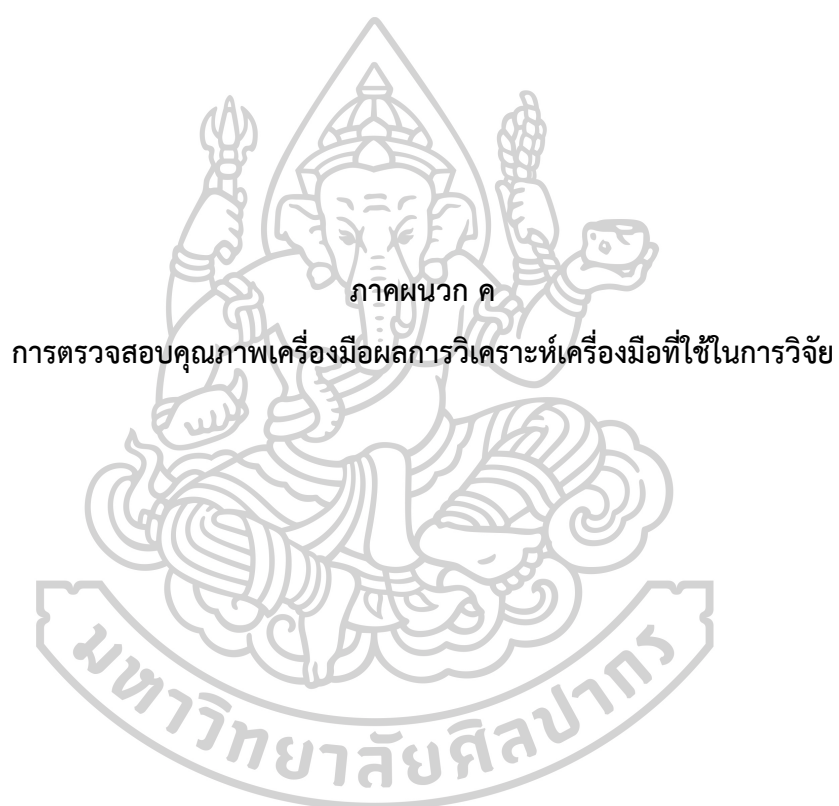 ภาคผนวก ค
การตรวจสอบคุณภาพเครื่องมือผลการวิเคราะห์เครื่องมือที่ใช้ในการวิจัย
มหาวิทยาลัยศิลปากร